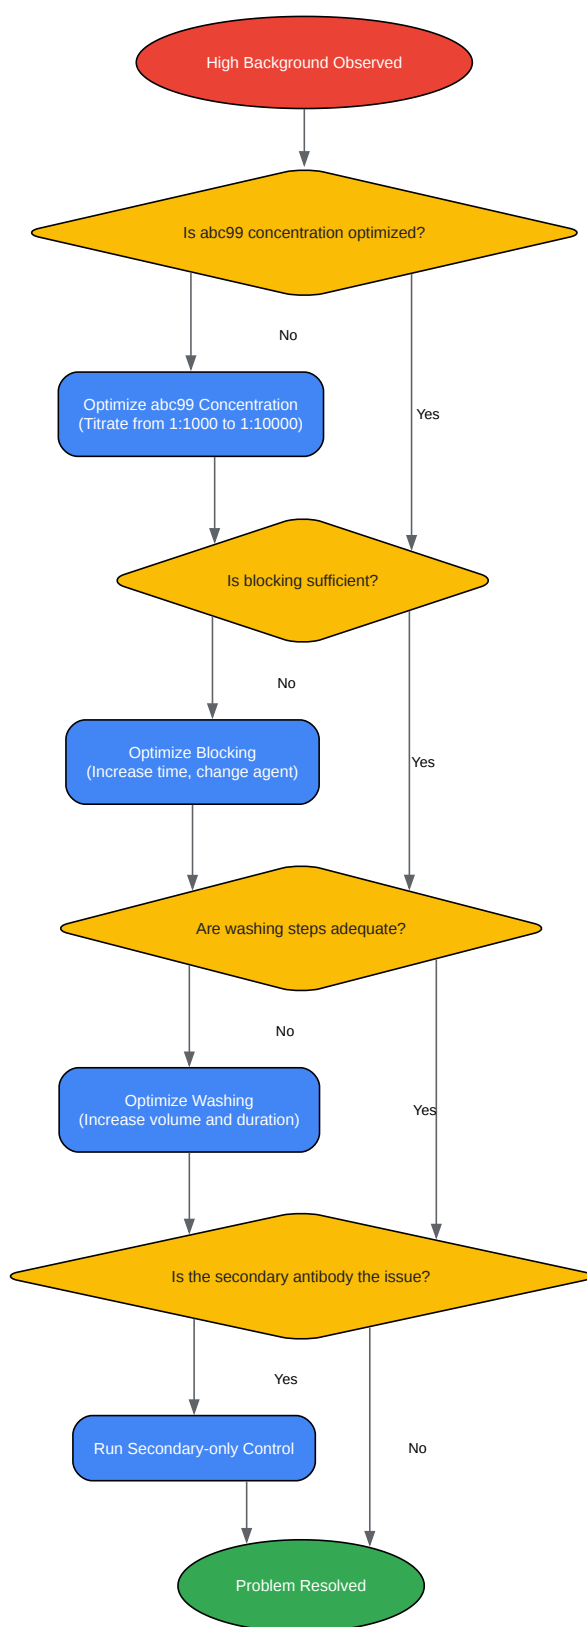 High Background Observed
Is abc99 concentration optimized?
No
Optimize abc99 Concentration
(Titrate from 1:1000 to 1:10000)
Yes
Is blocking sufficient?
No
Optimize Blocking
(Increase time, change agent)
Yes
Are washing steps adequate?
No
Optimize Washing
(Increase volume and duration)
Yes
Is the secondary antibody the issue?
Yes
Run Secondary-only Control
No
Problem Resolved